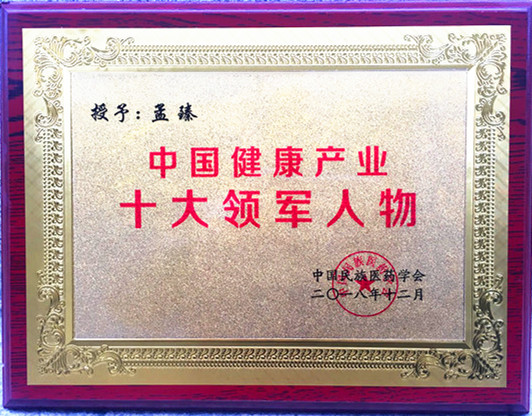 授予：孟臻
中国健康产业
十大领军人物
中国民族医药学会
二〇一八年十二月